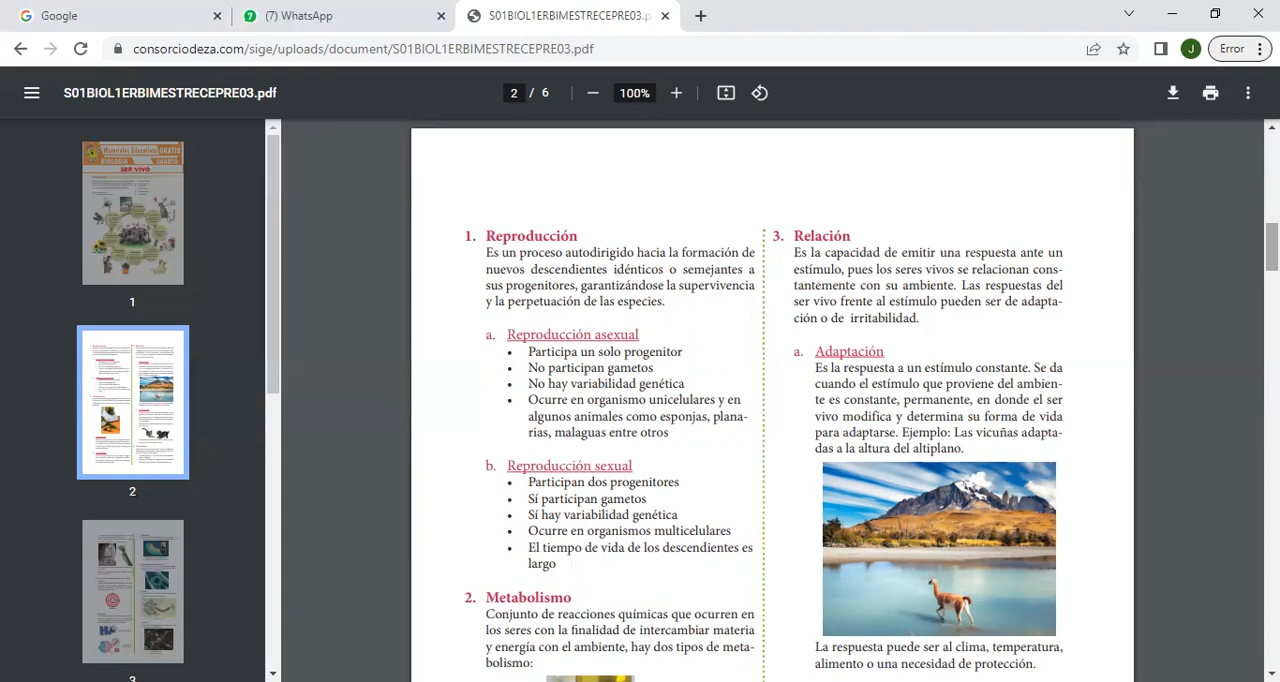 Google
(7) WhatsApp
S01BIOL1ERBIMESTRECEPRE03.p
consorciodeza.com/sige/uploads/document/S01BIOL1ERBIMESTRECEPRE03.pdf
J
Error
S01BIOL1ERBIMESTRECEPRE03.pdf
2 / 6
100%
Materiales Educativos GRATIS
BIOLOGIA CUARTO
SER VIVO
1
2
3
1. Reproducción
Es un proceso autodirigido hacia la formación de
nuevos descendientes idénticos o semejantes a
sus progenitores, garantizándose la supervivencia
y la perpetuación de las especies.
a. Reproducción asexual
• Participa un solo progenitor
• No participan gametos
• No hay variabilidad genética
• Ocurre en organismo unicelulares y en
algunos animales como esponjas, plana-
rias, malaguas entre otros
b. Reproducción sexual
• Participan dos progenitores
• Sí participan gametos
• Sí hay variabilidad genética
• Ocurre en organismos multicelulares
• El tiempo de vida de los descendientes es
largo
2. Metabolismo
Conjunto de reacciones químicas que ocurren en
los seres con la finalidad de intercambiar materia
y energía con el ambiente, hay dos tipos de meta-
bolismo:
3. Relación
Es la capacidad de emitir una respuesta ante un
estímulo, pues los seres vivos se relacionan cons-
tantemente con su ambiente. Las respuestas del
ser vivo frente al estímulo pueden ser de adapta-
ción o de irritabilidad.
a. Adaptación
Es la respuesta a un estímulo constante. Se da
cuando el estímulo que proviene del ambien-
te es constante, permanente, en donde el ser
vivo modifica y determina su forma de vida
para adaptarse. Ejemplo: Las vicuñas adapta-
das a la altura del altiplano.
La respuesta puede ser al clima, temperatura,
alimento o una necesidad de protección.